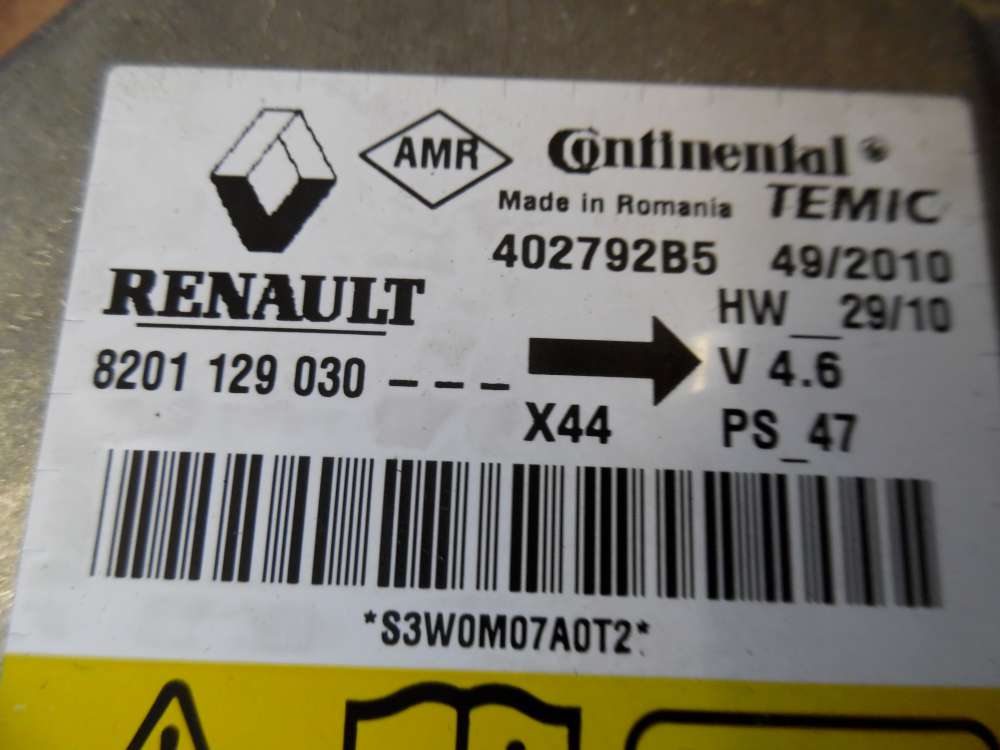 AMR
Continental
Made in Romania TEMIC
402792B5 49/2010
RENAULT
HW__29/10
8201 129 030 _ _ _
V 4.6
X44
PS_47
*S3W0M07A0T2*